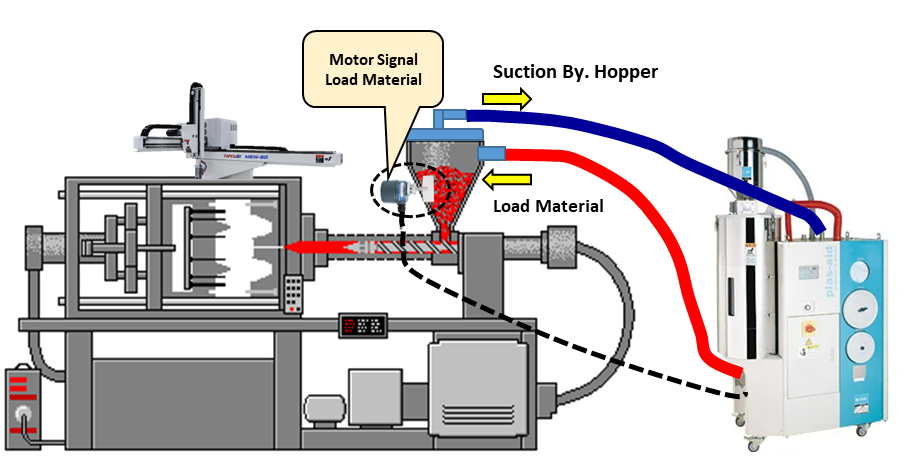 Motor Signal
Load Material
Suction By. Hopper
Load Material
MEW-80
plas-aid